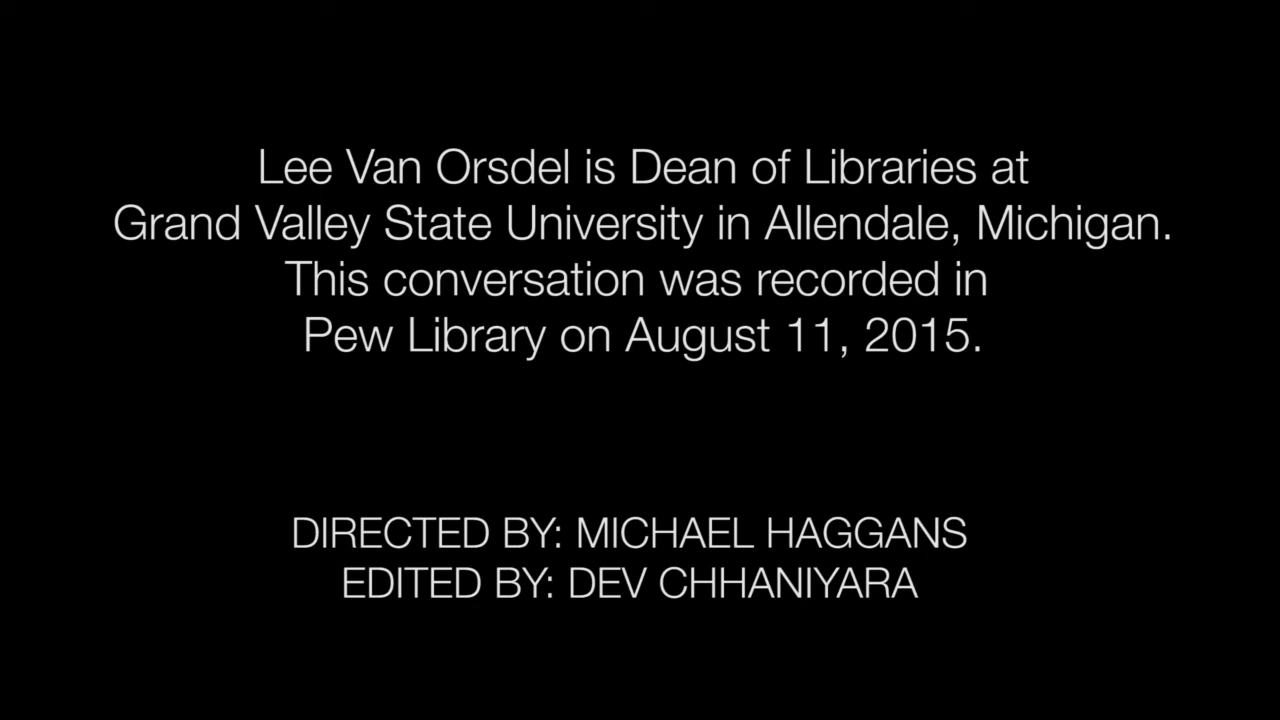 Lee Van Orsdel is Dean of Libraries at
Grand Valley State University in Allendale, Michigan.
This conversation was recorded in
Pew Library on August 11, 2015.
DIRECTED BY: MICHAEL HAGGANS
EDITED BY: DEV CHHANIYARA